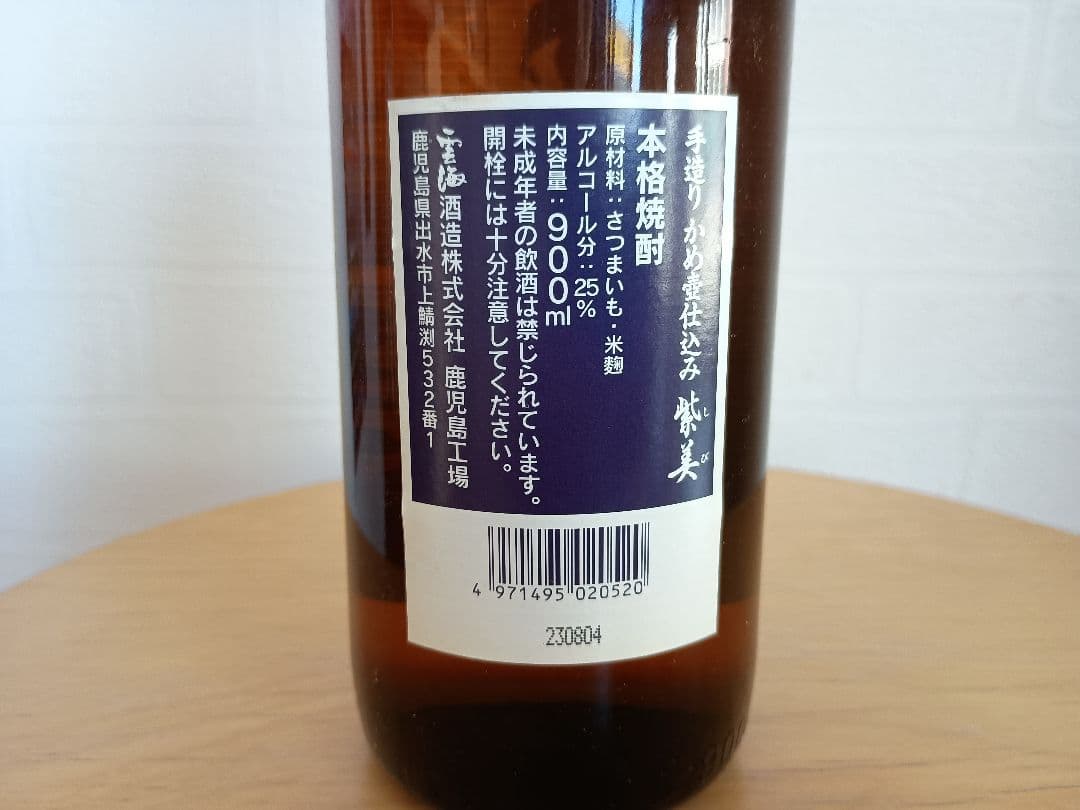 手造り かめ壺仕込み 紫美
しび
本格焼酎
原材料：さつまいも・米麹
アルコール分：25%
内容量：900ml
未成年者の飲酒は禁じられています。
開栓には十分注意してください。
雲海酒造株式会社 鹿児島工場
鹿児島県出水市上鯖渕532番1
4 971495 020520
230804